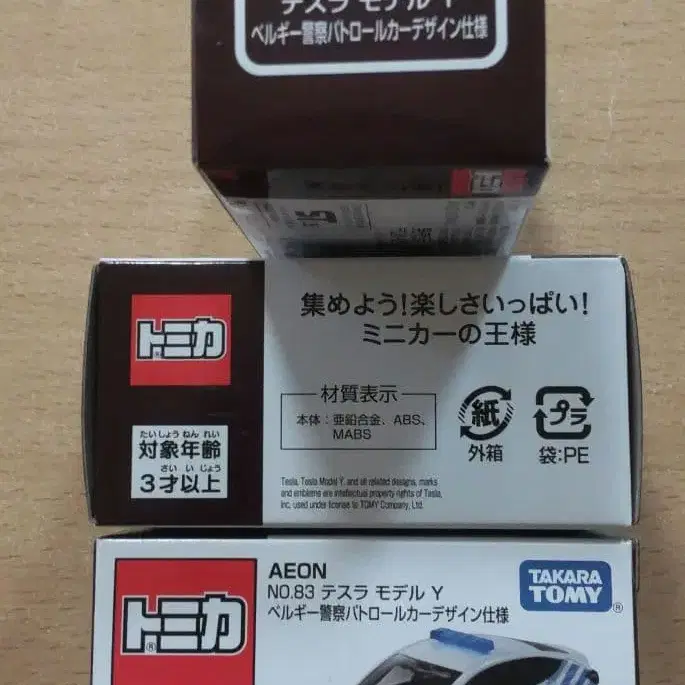 テスラ モデル Y
ベルギー警察パトロールカーデザイン仕様
トミカ
®
たいしょう ねん れい
対象年齢
さい い じょう
3才以上
集めよう!楽しさいっぱい!
ミニカーの王様
材質表示
本体:亜鉛合金、ABS、
MABS
紙
外箱
プラ
袋:PE
Tesla, Tesla Model Y, and all related designs, marks
and emblems are intellectual property rights of Tesla,
Inc, used under license to TOMY Company, Ltd.
トミカ
®
AEON
NO.83 テスラ モデル Y
ベルギー警察パトロールカーデザイン仕様
TAKARA
TOMY
®